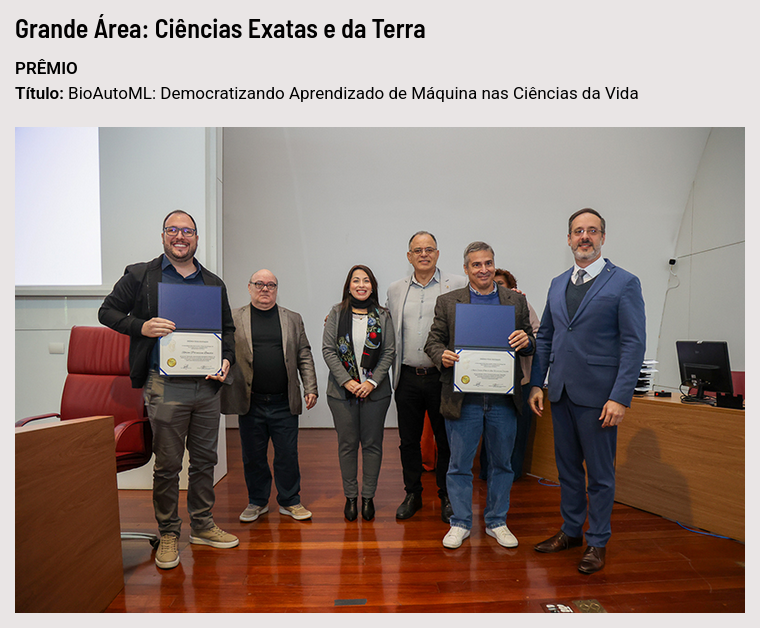 Grande Área: Ciências Exatas e da Terra
PRÊMIO
Título: BioAutoML: Democratizando Aprendizado de Máquina nas Ciências da Vida